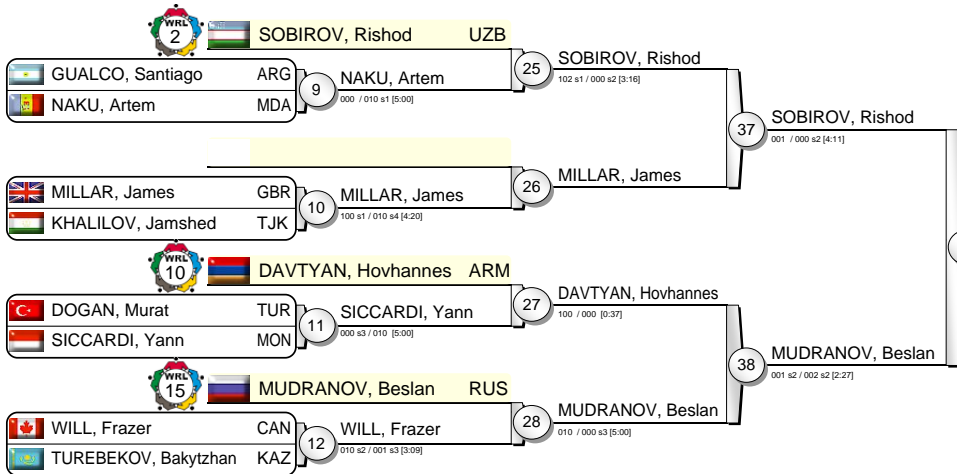 WRL
2
SOBIROV, Rishod UZB
GUALCO, Santiago ARG
NAKU, Artem MDA
9
NAKU, Artem
000 / 010 s1 [5:00]
25
SOBIROV, Rishod
102 s1 / 000 s2 [3:16]
37
SOBIROV, Rishod
001 / 000 s2 [4:11]
MILLAR, James GBR
KHALILOV, Jamshed TJK
10
MILLAR, James
100 s1 / 010 s4 [4:20]
26
MILLAR, James
WRL
10
DAVTYAN, Hovhannes ARM
DOGAN, Murat TUR
SICCARDI, Yann MON
11
SICCARDI, Yann
000 s3 / 010 [5:00]
27
DAVTYAN, Hovhannes
100 / 000 [0:37]
38
MUDRANOV, Beslan
001 s2 / 002 s2 [2:27]
WRL
15
MUDRANOV, Beslan RUS
WILL, Frazer CAN
TUREBEKOV, Bakytzhan KAZ
12
WILL, Frazer
010 s2 / 001 s3 [3:09]
28
MUDRANOV, Beslan
010 / 000 s3 [5:00]